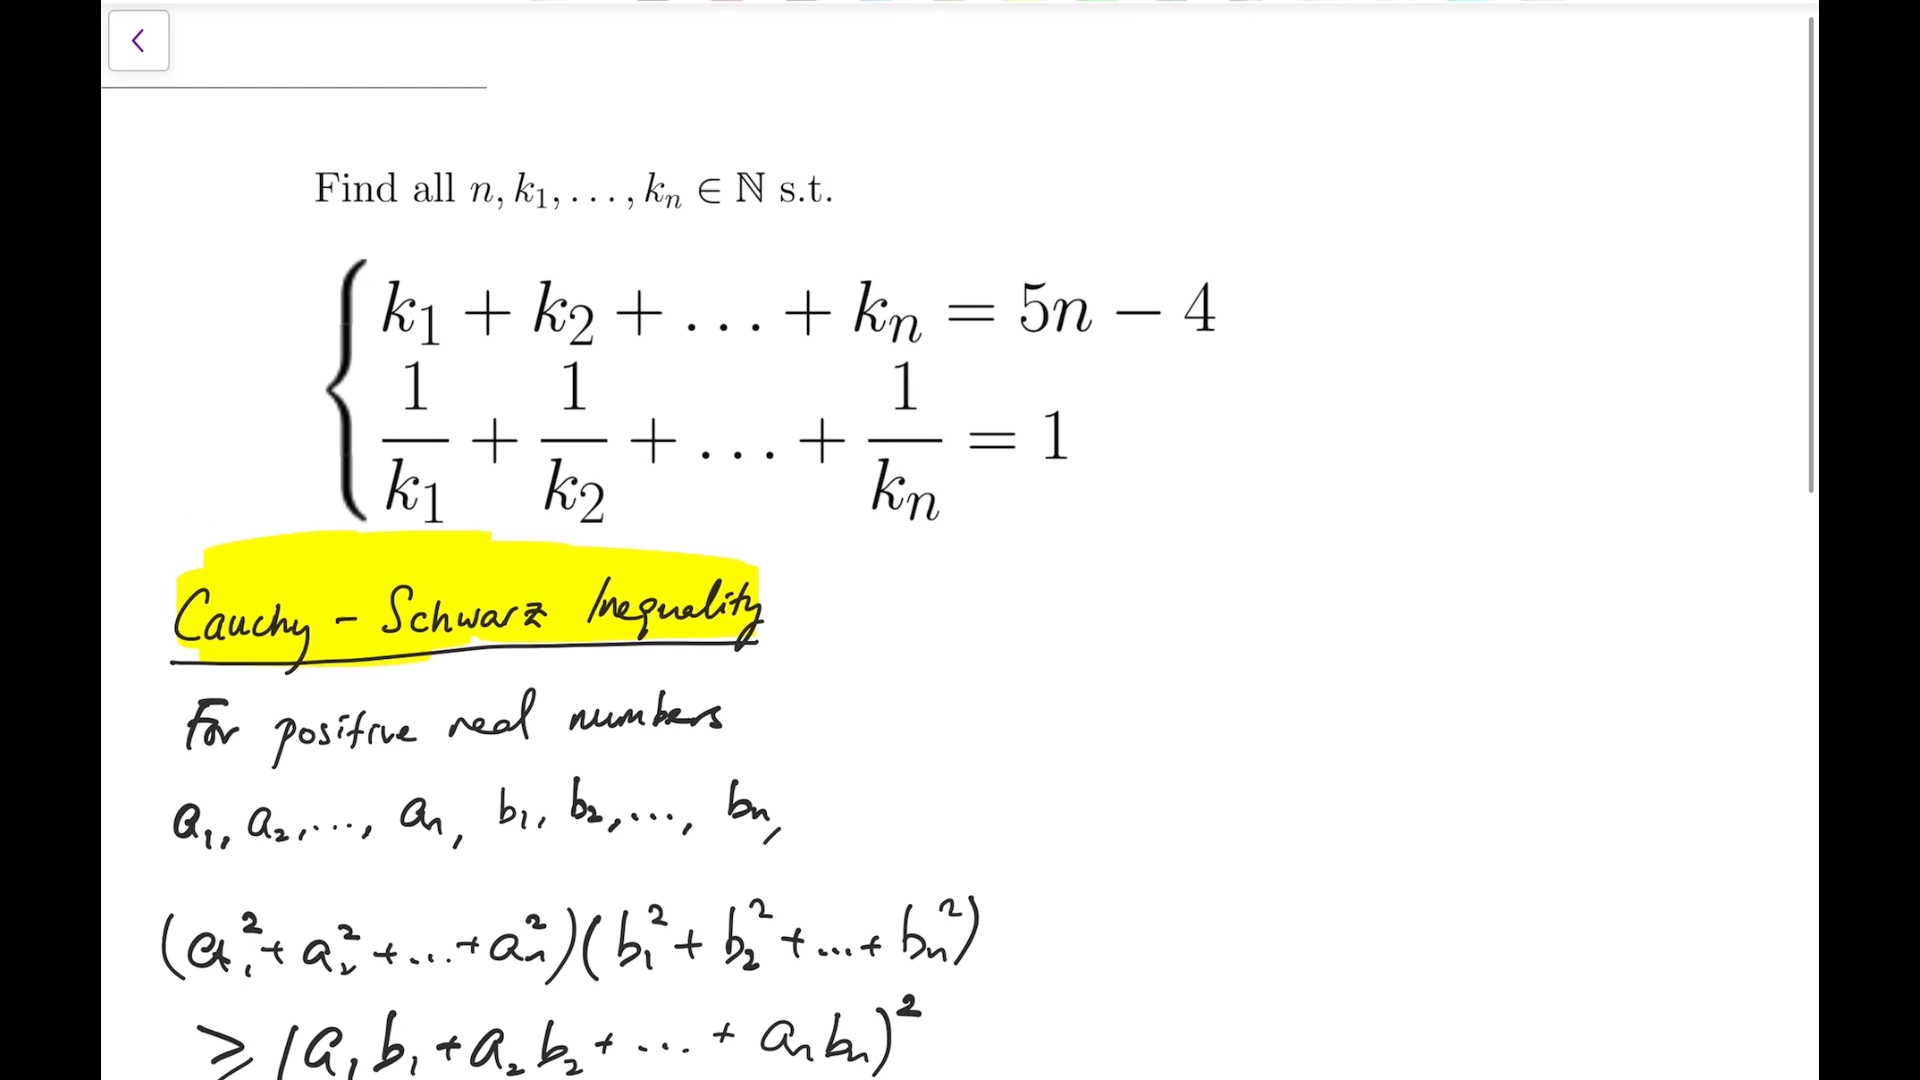 Find all n, k₁, . . . , kₙ ∈ ℕ s.t.
k₁ + k₂ + . . . + kₙ = 5n − 4
1/k₁ + 1/k₂ + . . . + 1/kₙ = 1
Cauchy - Schwarz Inequality
For positive real numbers
a₁, a₂, ..., aₙ, b₁, b₂, ..., bₙ,
(a₁² + a₂² + ... + aₙ²)(b₁² + b₂² + ... + bₙ²)
≥ (a₁b₁ + a₂b₂ + ... + aₙbₙ)²